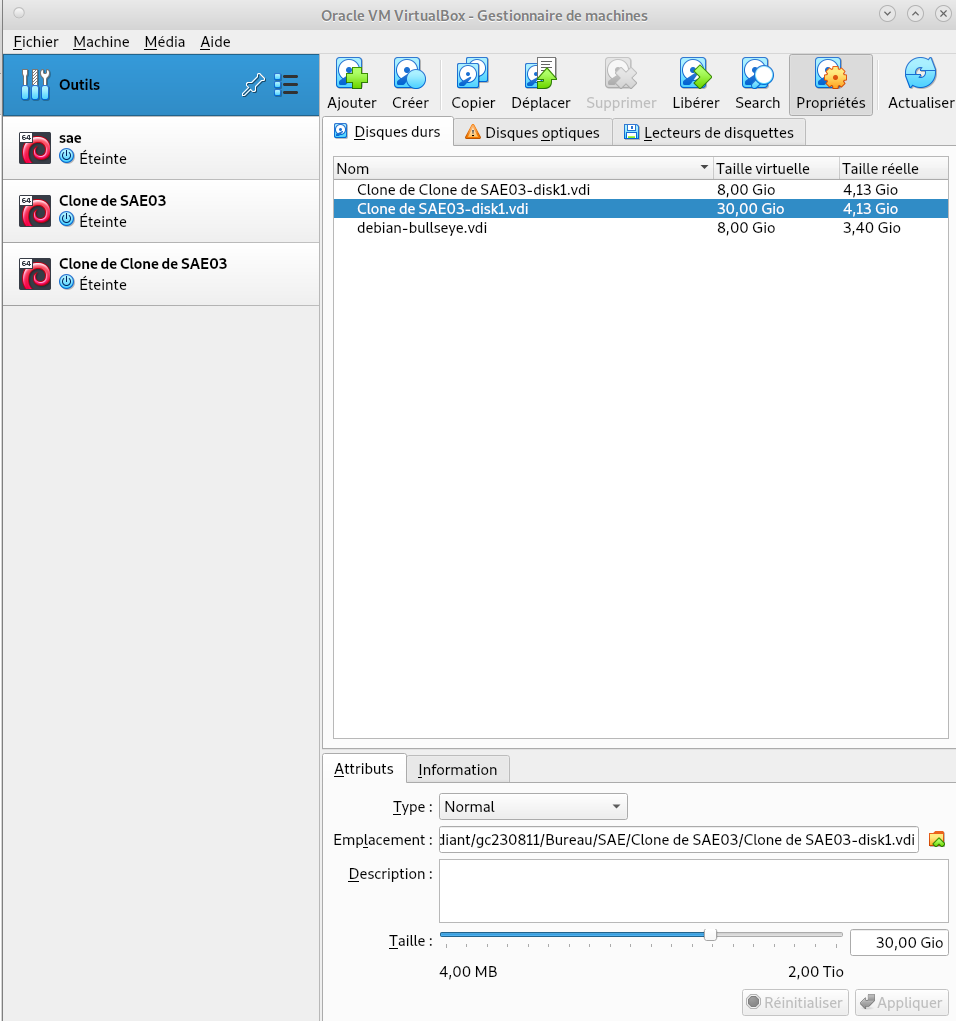 Oracle VM VirtualBox - Gestionnaire de machines
Fichier Machine Média Aide
Outils
Ajouter Créer Copier Déplacer Supprimer Libérer Search Propriétés Actualiser
64 sae
Éteinte
64 Clone de SAE03
Éteinte
64 Clone de Clone de SAE03
Éteinte
Disques durs Disques optiques Lecteurs de disquettes
Nom Taille virtuelle Taille réelle
Clone de Clone de SAE03-disk1.vdi 8,00 Gio 4,13 Gio
Clone de SAE03-disk1.vdi 30,00 Gio 4,13 Gio
debian-bullseye.vdi 8,00 Gio 3,40 Gio
Attributs Information
Type : Normal
Emplacement : diant/gc230811/Bureau/SAE/Clone de SAE03/Clone de SAE03-disk1.vdi
Description :
Taille : 30,00 Gio
4,00 MB 2,00 Tio
Réinitialiser Appliquer